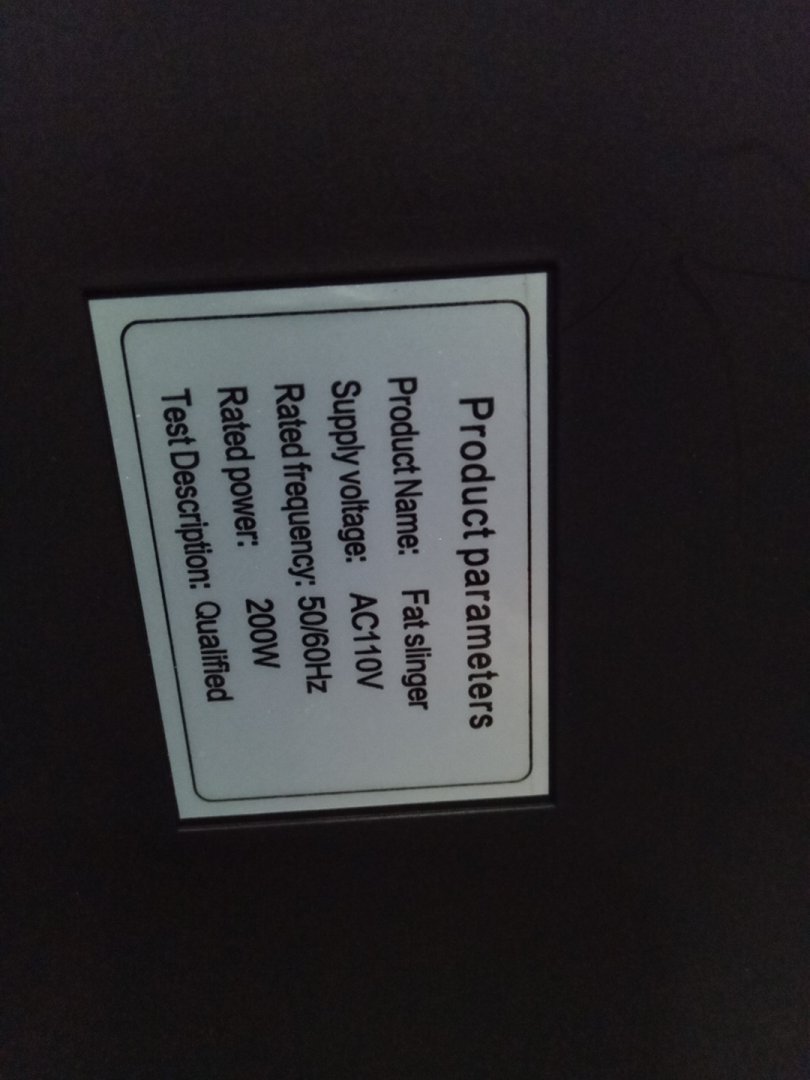 Product parameters
Product Name: Fat slinger
Supply voltage: AC110V
Rated frequency: 50/60Hz
Rated power: 200W
Test Description: Qualified